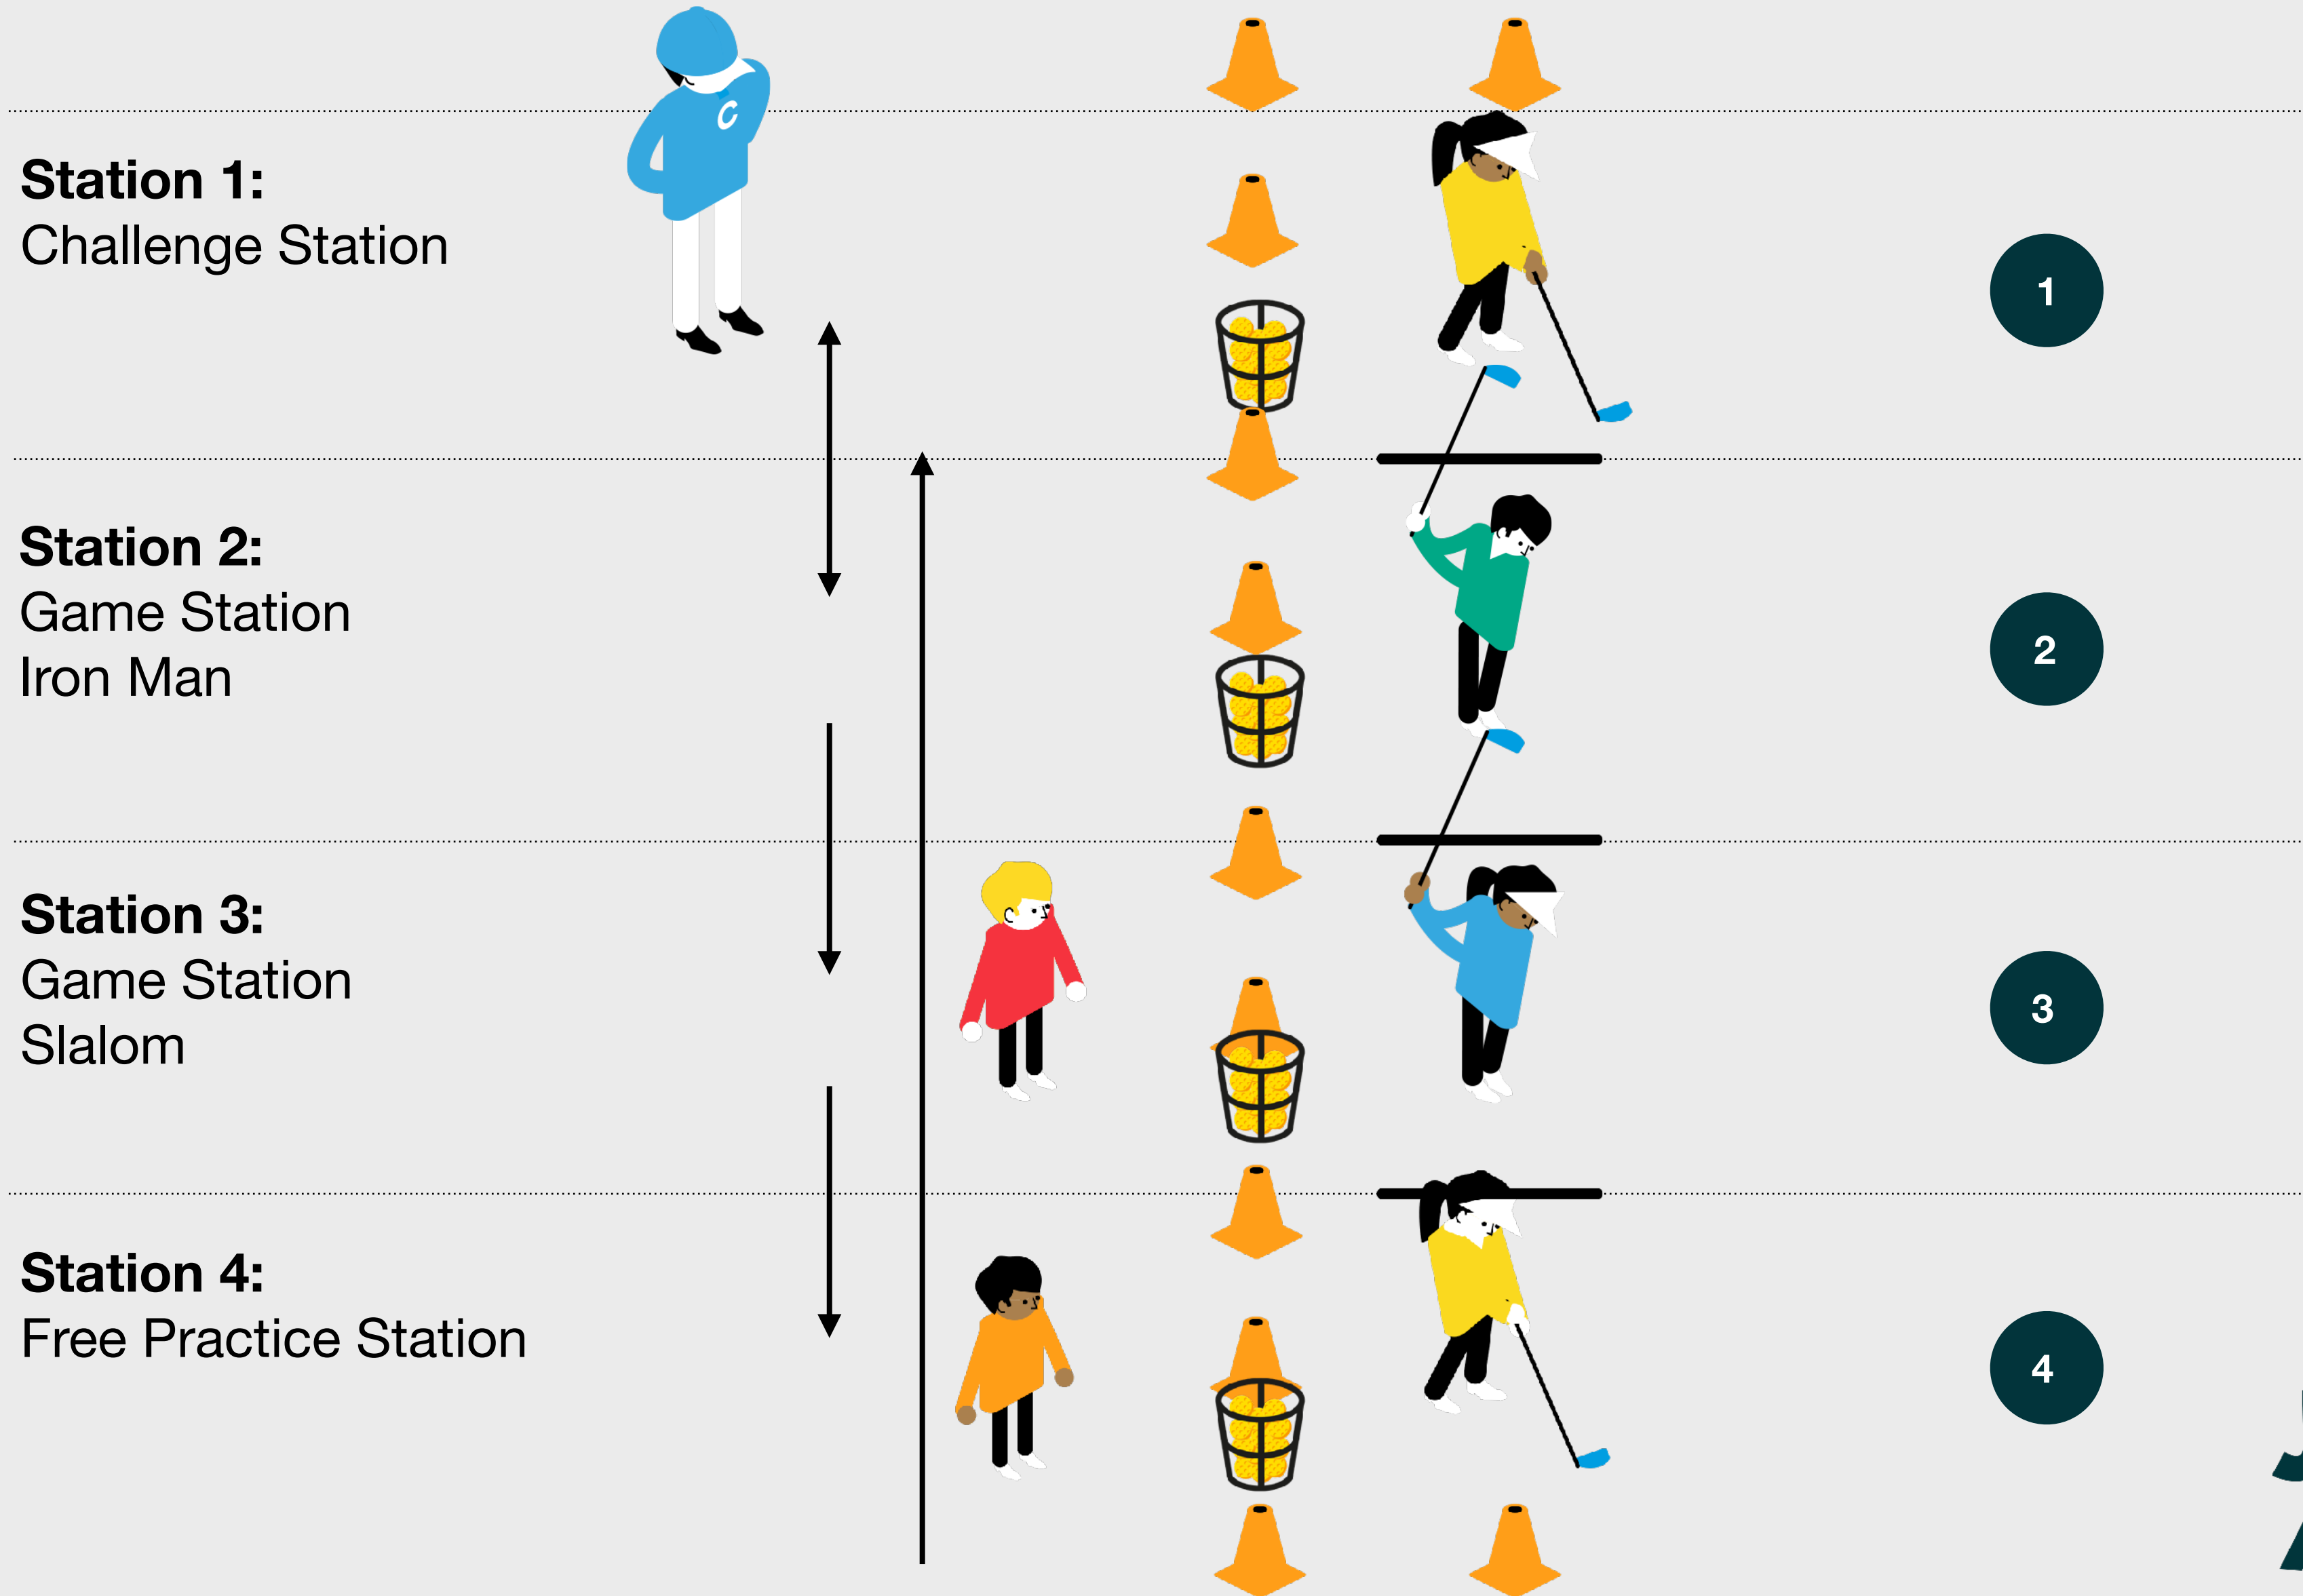 Station 1:
Challenge Station
C
1
Station 2:
Game Station
Iron Man
2
Station 3:
Game Station
Slalom
3
Station 4:
Free Practice Station
4